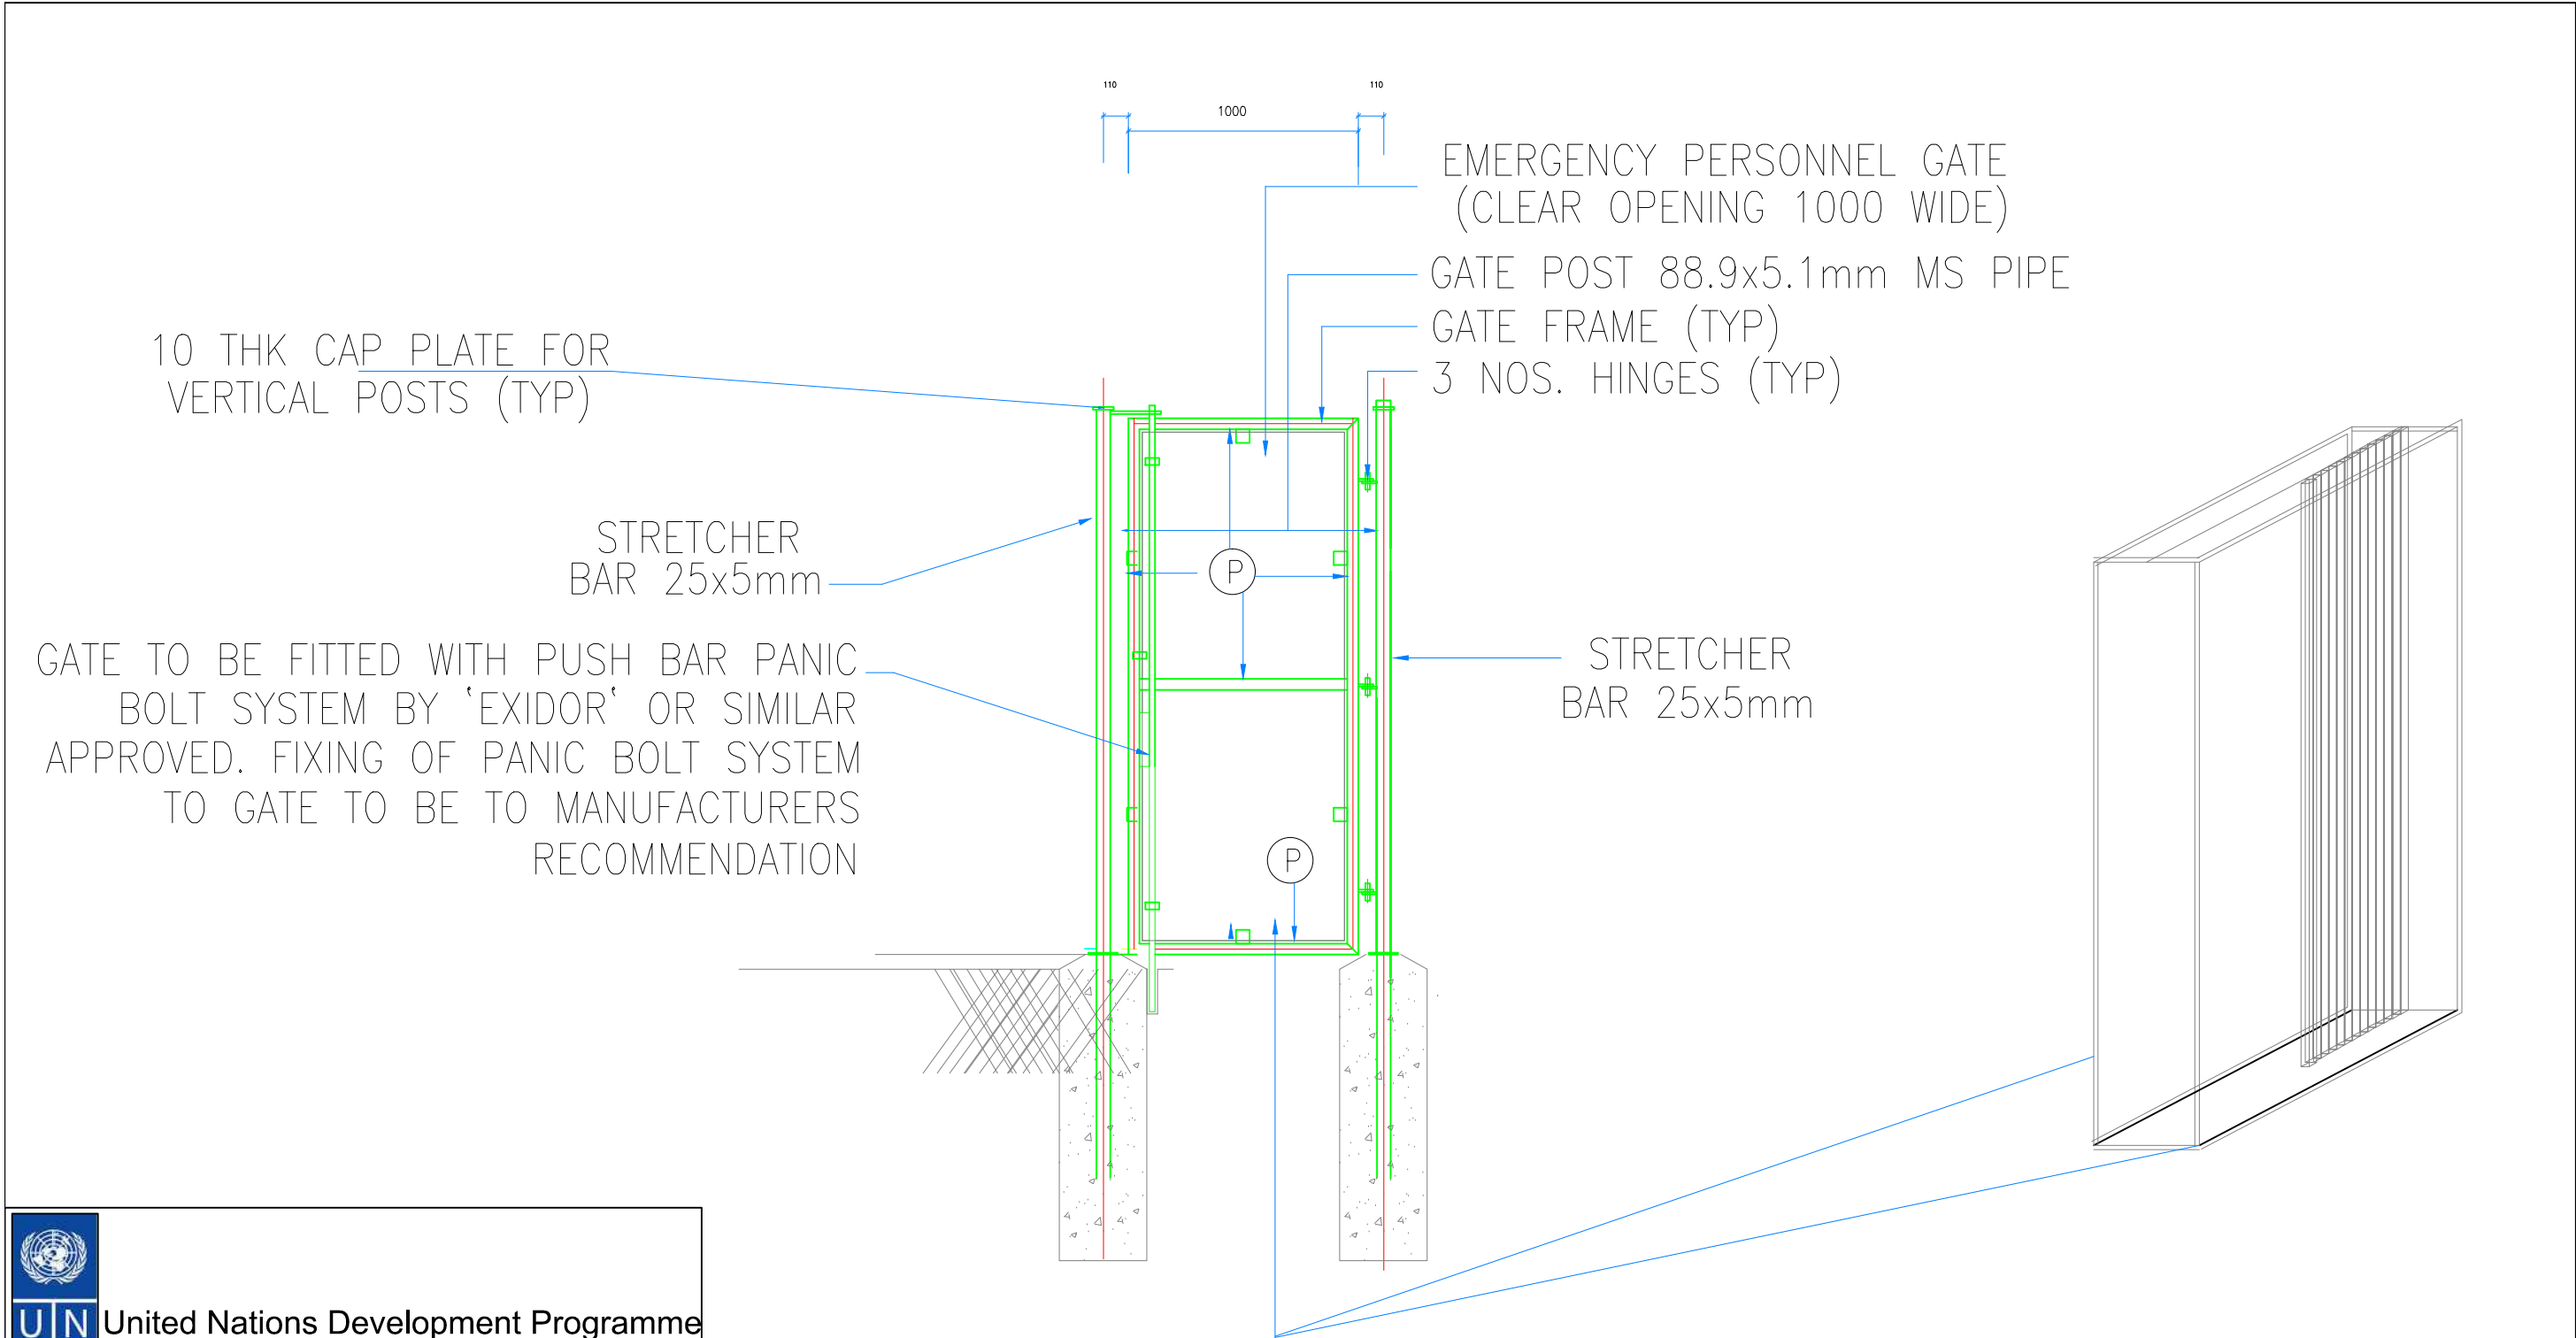 110
110
1000
EMERGENCY PERSONNEL GATE
(CLEAR OPENING 1000 WIDE)
GATE POST 88.9x5.1mm MS PIPE
GATE FRAME (TYP)
3 NOS. HINGES (TYP)
10 THK CAP PLATE FOR
VERTICAL POSTS (TYP)
STRETCHER
BAR 25x5mm
P
GATE TO BE FITTED WITH PUSH BAR PANIC
BOLT SYSTEM BY ‘EXIDOR‘ OR SIMILAR
APPROVED. FIXING OF PANIC BOLT SYSTEM
TO GATE TO BE TO MANUFACTURERS
RECOMMENDATION
STRETCHER
BAR 25x5mm
P
UN
United Nations Development Programme